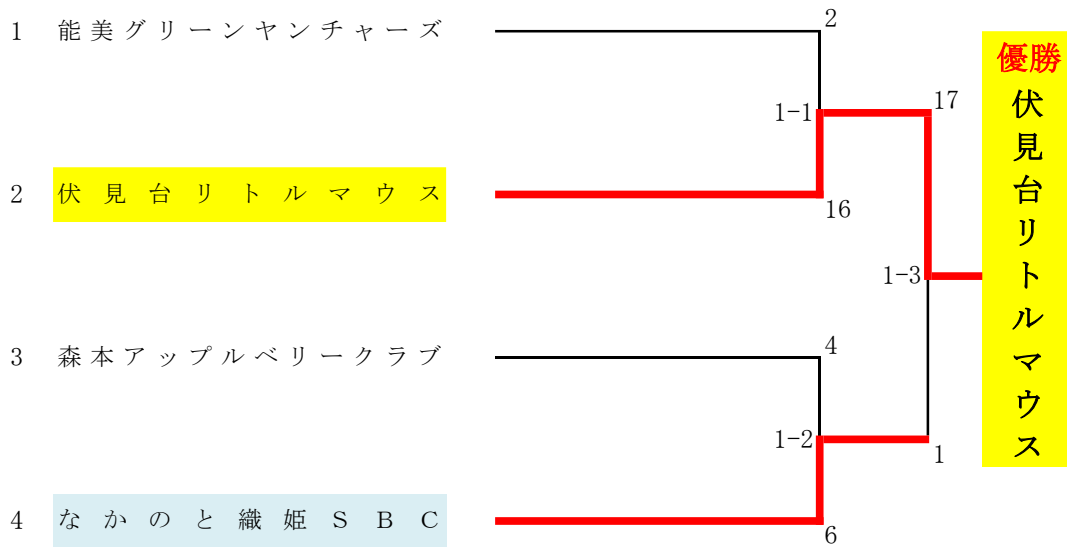 1 能美グリーンヤンチャーズ
2
1-1
17
2 伏見台リトルマウス
16
1-3
3 森本アップルベリークラブ
4
1-2
1
4 なかのと織姫ＳＢＣ
6
優勝
伏見台リトルマウス